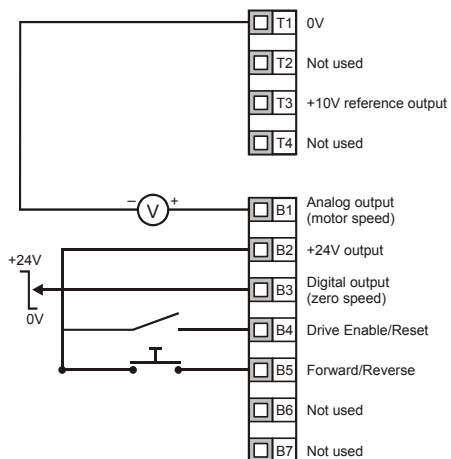 T1 0V
T2 Not used
T3 +10V reference output
T4 Not used
– V +
B1 Analog output
(motor speed)
B2 +24V output
+24V
B3 Digital output
(zero speed)
0V
B4 Drive Enable/Reset
B5 Forward/Reverse
B6 Not used
B7 Not used